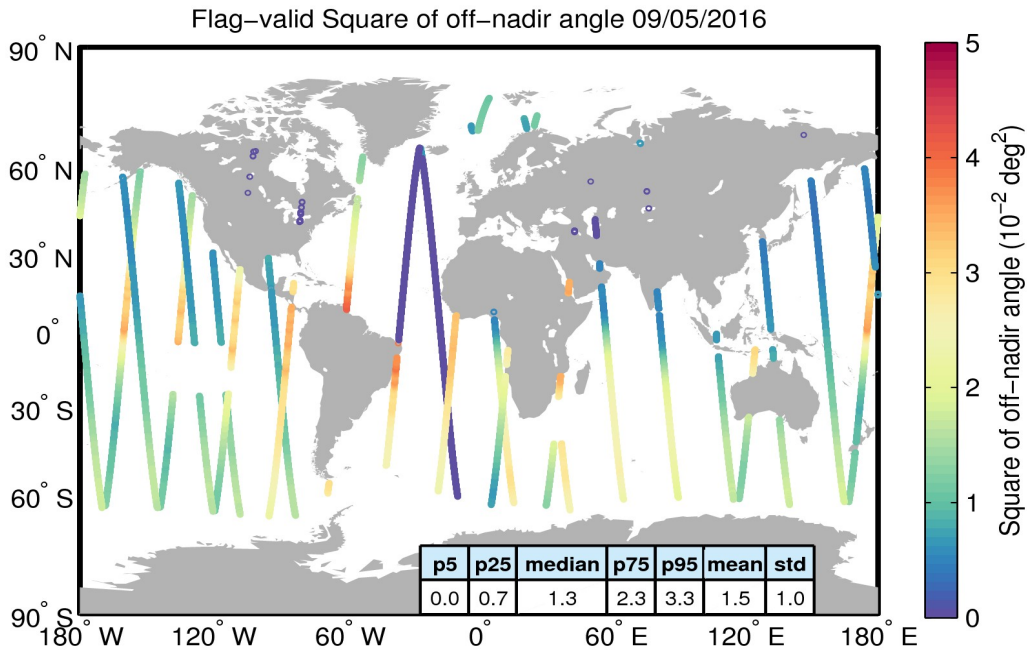 Flag-valid Square of off-nadir angle 09/05/2016
90° N
60° N
30° N
0°
30° S
60° S
90° S
180° W
120° W
60° W
0°
60° E
120° E
180° E
p5 p25 median p75 p95 mean std
0.0 0.7 1.3 2.3 3.3 1.5 1.0
5
4
3
2
1
0
Square of off-nadir angle (10⁻² deg²)